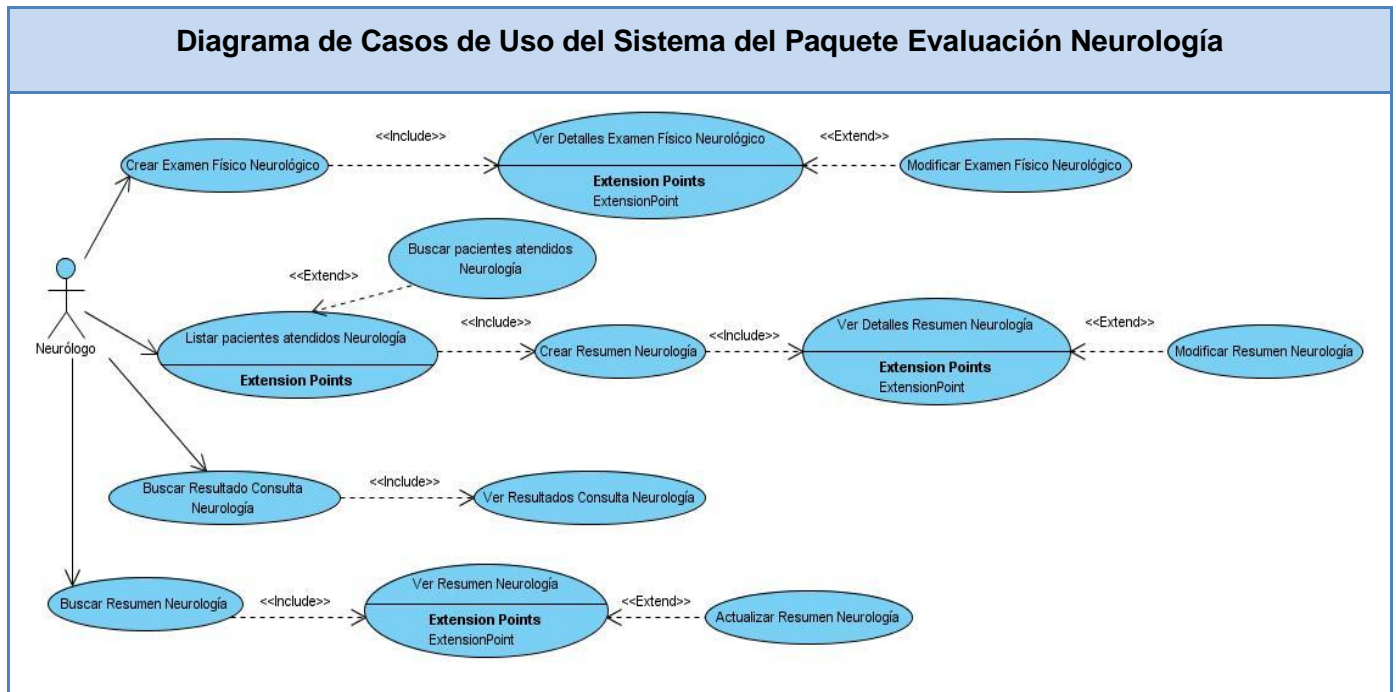 Diagrama de Casos de Uso del Sistema del Paquete Evaluación Neurología
<<Include>>
Ver Detalles Examen Físico Neurológico
<<Extend>>
Crear Examen Físico Neurológico
Modificar Examen Físico Neurológico
Extension Points
ExtensionPoint
Buscar pacientes atendidos
Neurología
<<Extend>>
Listar pacientes atendidos Neurología
<<Include>>
Ver Detalles Resumen Neurología
<<Extend>>
Neurólogo
Crear Resumen Neurología
<<Include>>
Modificar Resumen Neurología
Extension Points
Extension Points
ExtensionPoint
Buscar Resultado Consulta
Neurología
<<Include>>
Ver Resultados Consulta Neurología
Ver Resumen Neurología
Buscar Resumen Neurología
<<Include>>
<<Extend>>
Actualizar Resumen Neurología
Extension Points
ExtensionPoint